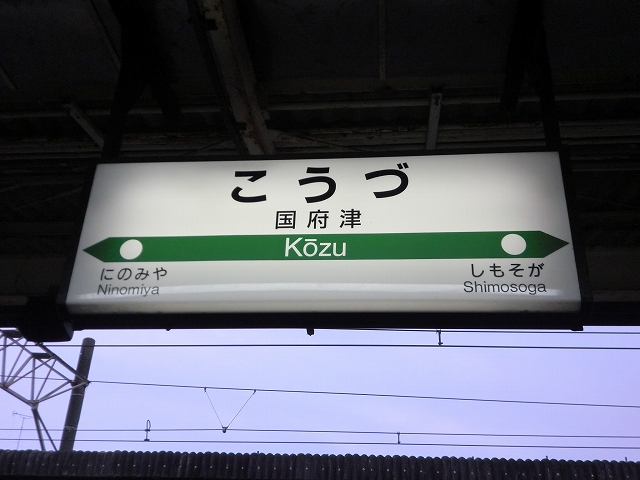 こうづ
国府津
Kōzu
にのみや
Ninomiya
しもそが
Shimosoga